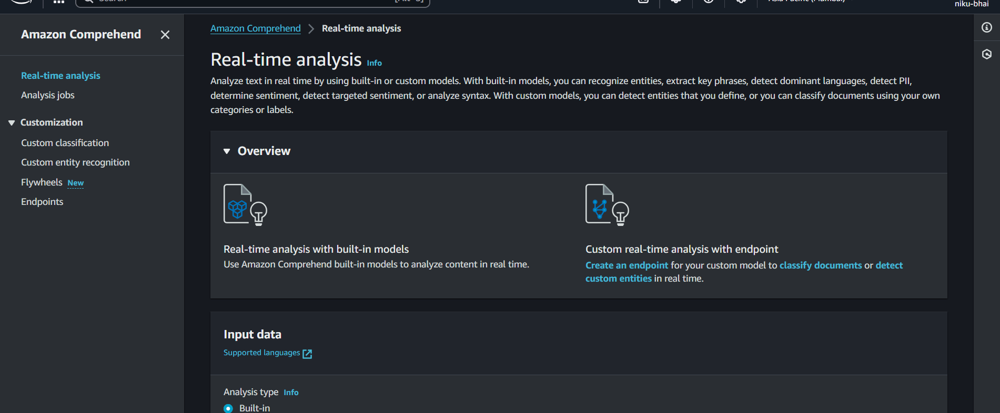 niku-bhai
Amazon Comprehend
Real-time analysis
Analysis jobs
Customization
Custom classification
Custom entity recognition
Flywheels New
Endpoints
Amazon Comprehend > Real-time analysis
Real-time analysis Info
Analyze text in real time by using built-in or custom models. With built-in models, you can recognize entities, extract key phrases, detect dominant languages, detect PII,
determine sentiment, detect targeted sentiment, or analyze syntax. With custom models, you can detect entities that you define, or you can classify documents using your own
categories or labels.
Overview
Real-time analysis with built-in models
Use Amazon Comprehend built-in models to analyze content in real time.
Custom real-time analysis with endpoint
Create an endpoint for your custom model to classify documents or detect
custom entities in real time.
Input data
Supported languages
Analysis type Info
Built-in